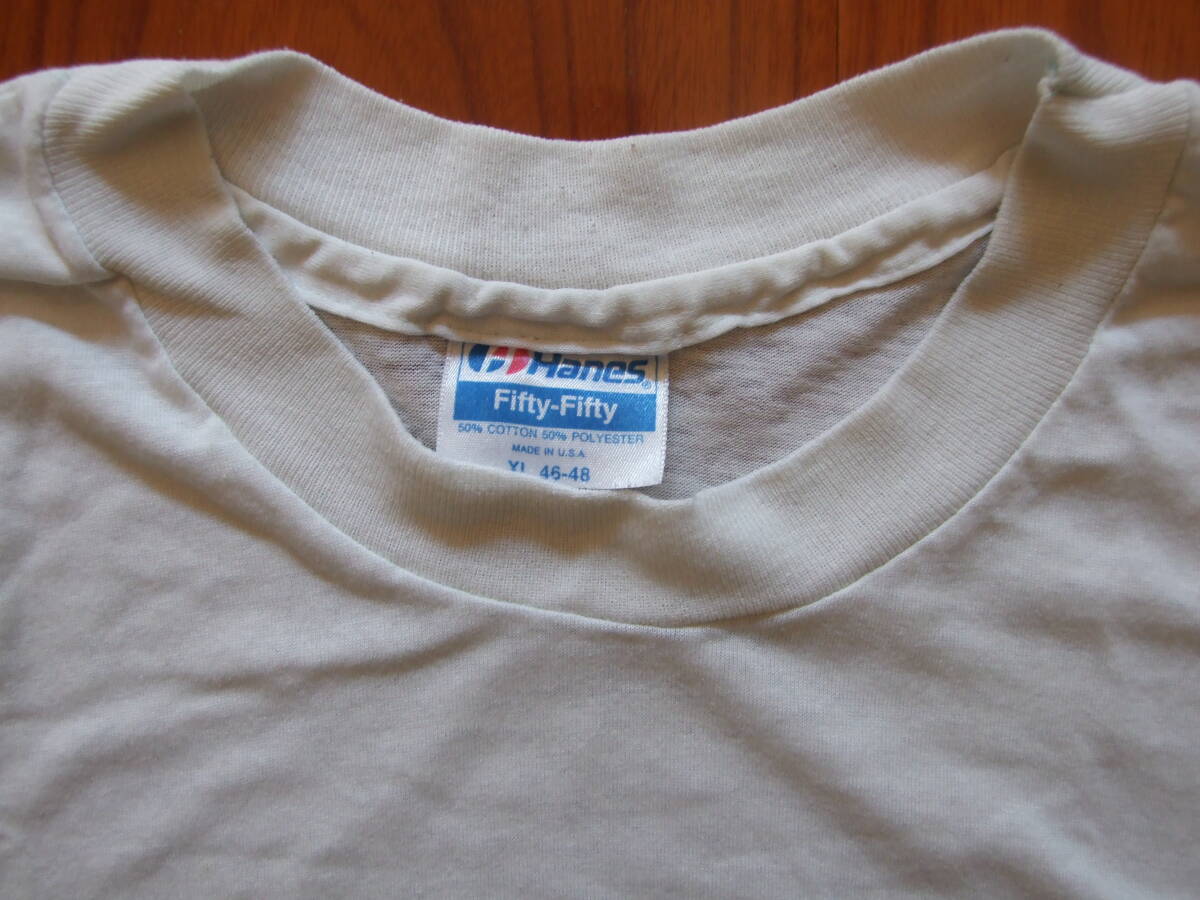 Hanes®
Fifty-Fifty
50% COTTON 50% POLYESTER
MADE IN U.S.A.
XL 46-48